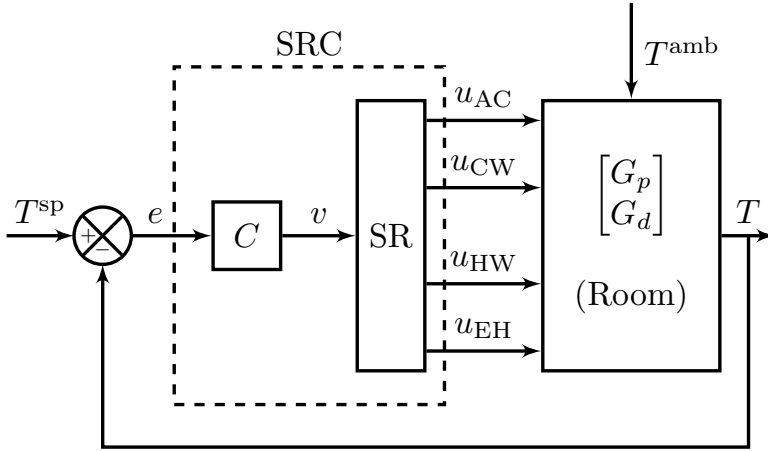 SRC
T^amb
u_AC
u_CW
[G_p
G_d]
T^sp
e
C
v
SR
T
+
−
u_HW
(Room)
u_EH